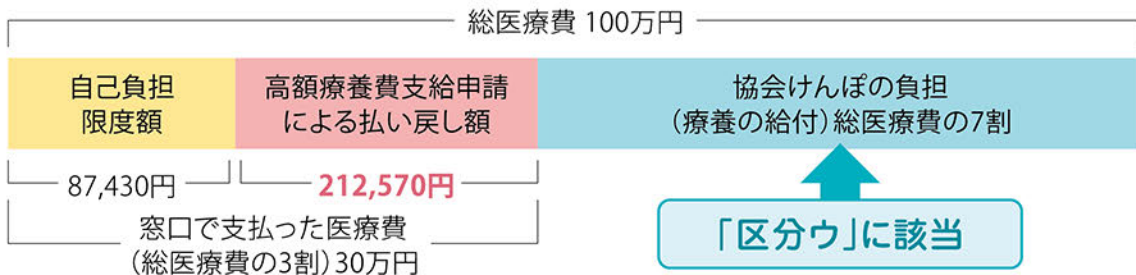 総医療費 100万円
自己負担
限度額
高額療養費支給申請
による払い戻し額
協会けんぽの負担
（療養の給付）総医療費の7割
87,430円
212,570円
窓口で支払った医療費
（総医療費の3割）30万円
「区分ウ」に該当